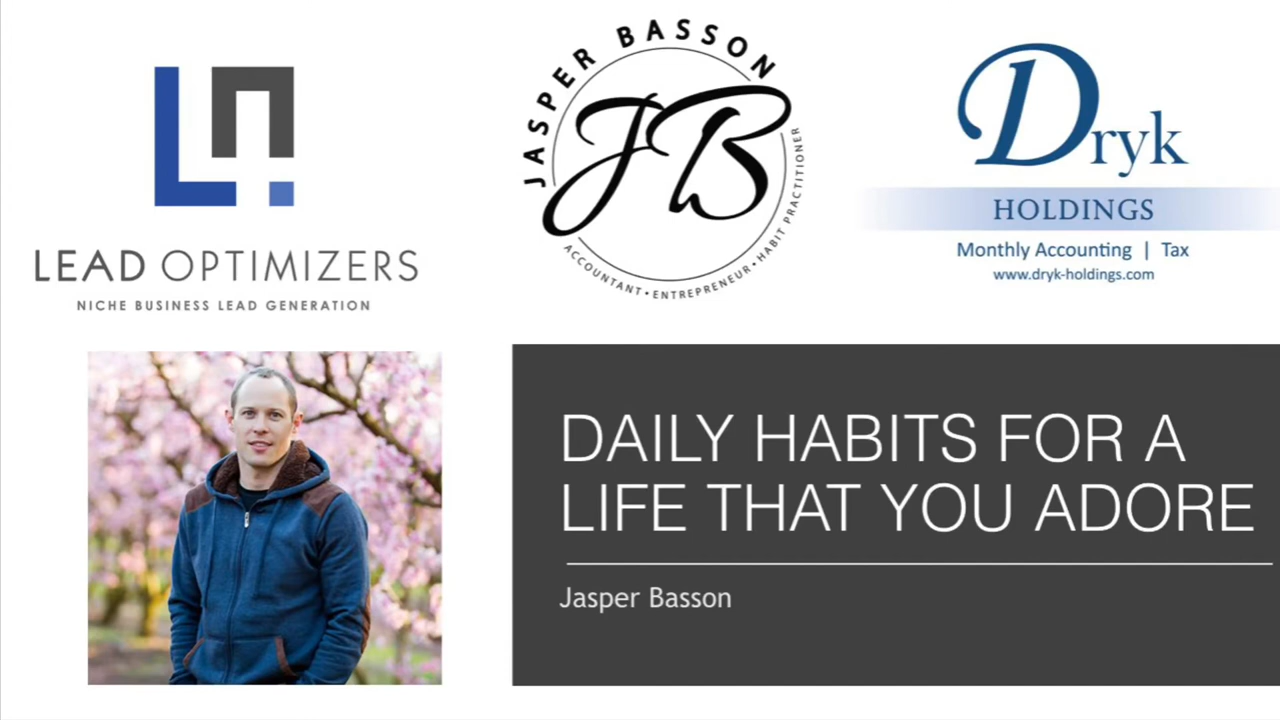 LEAD OPTIMIZERS
NICHE BUSINESS LEAD GENERATION
JASPER BASSON
JB
ACCOUNTANT • ENTREPRENEUR • HABIT PRACTITIONER
Dryk
HOLDINGS
Monthly Accounting | Tax
www.dryk-holdings.com
DAILY HABITS FOR A
LIFE THAT YOU ADORE
Jasper Basson